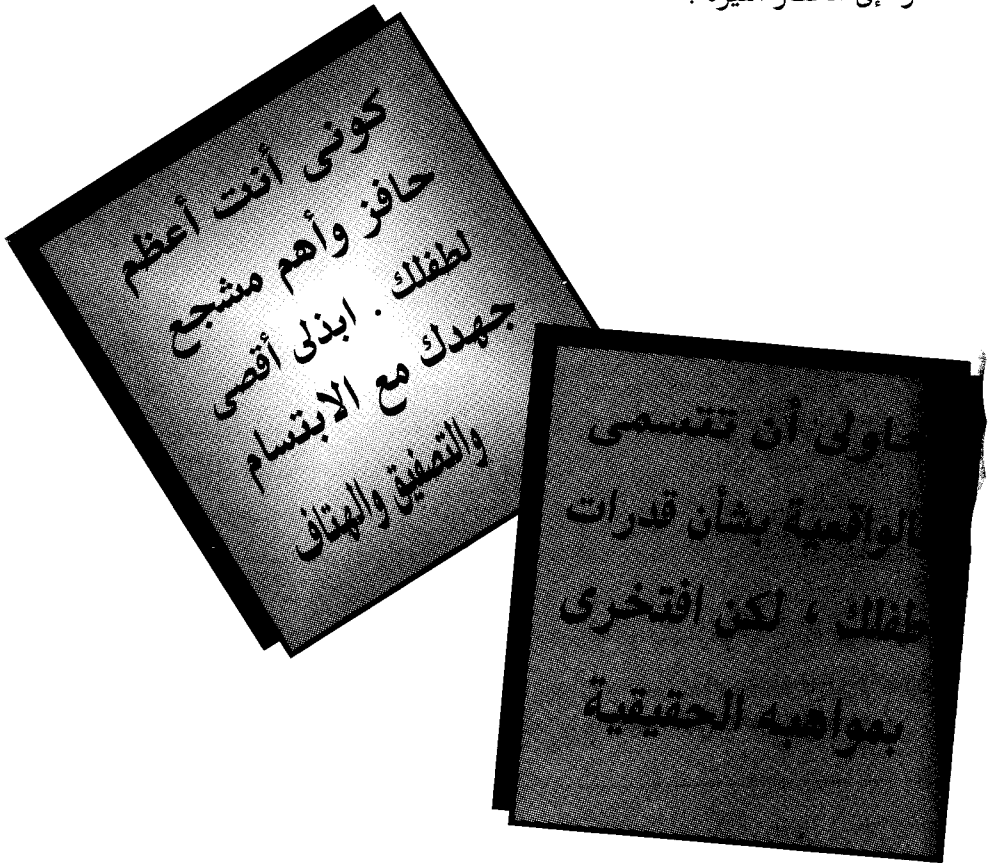 كونى أنت أعظم
حافز وأهم مشجع
لطفلك . ابذلى أقصى
جهدك مع الابتسام
والتصفيق والهتاف
أن تتسمى
بالواقعية بشأن قدرات
طفلك ، لكن افتخرى
بمواهبه الحقيقية